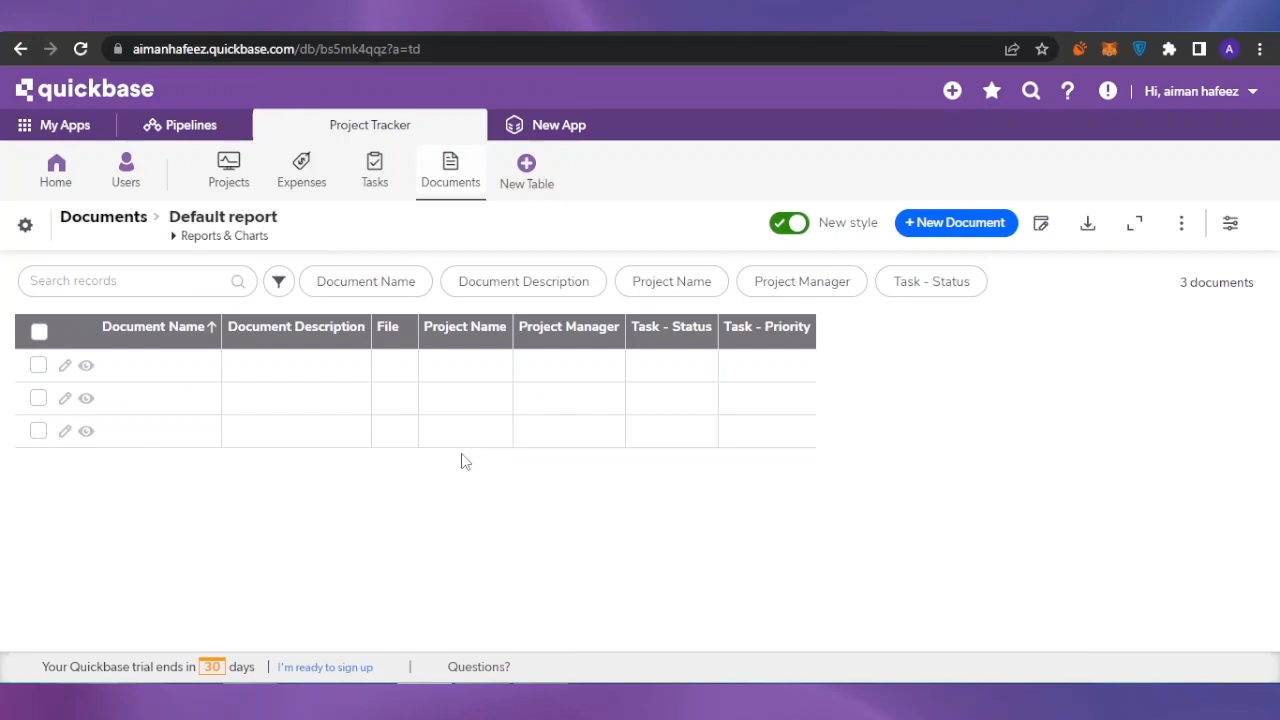 aimanhafeez.quickbase.com/db/bs5mk4qqz?a=td
A
quickbase
Hi, aiman hafeez
My Apps
Pipelines
Project Tracker
New App
Home
Users
Projects
Expenses
Tasks
Documents
New Table
Documents > Default report
Reports & Charts
New style
+ New Document
Search records
Document Name
Document Description
Project Name
Project Manager
Task - Status
3 documents
Document Name
Document Description
File
Project Name
Project Manager
Task - Status
Task - Priority
Your Quickbase trial ends in 30 days | I'm ready to sign up | Questions?